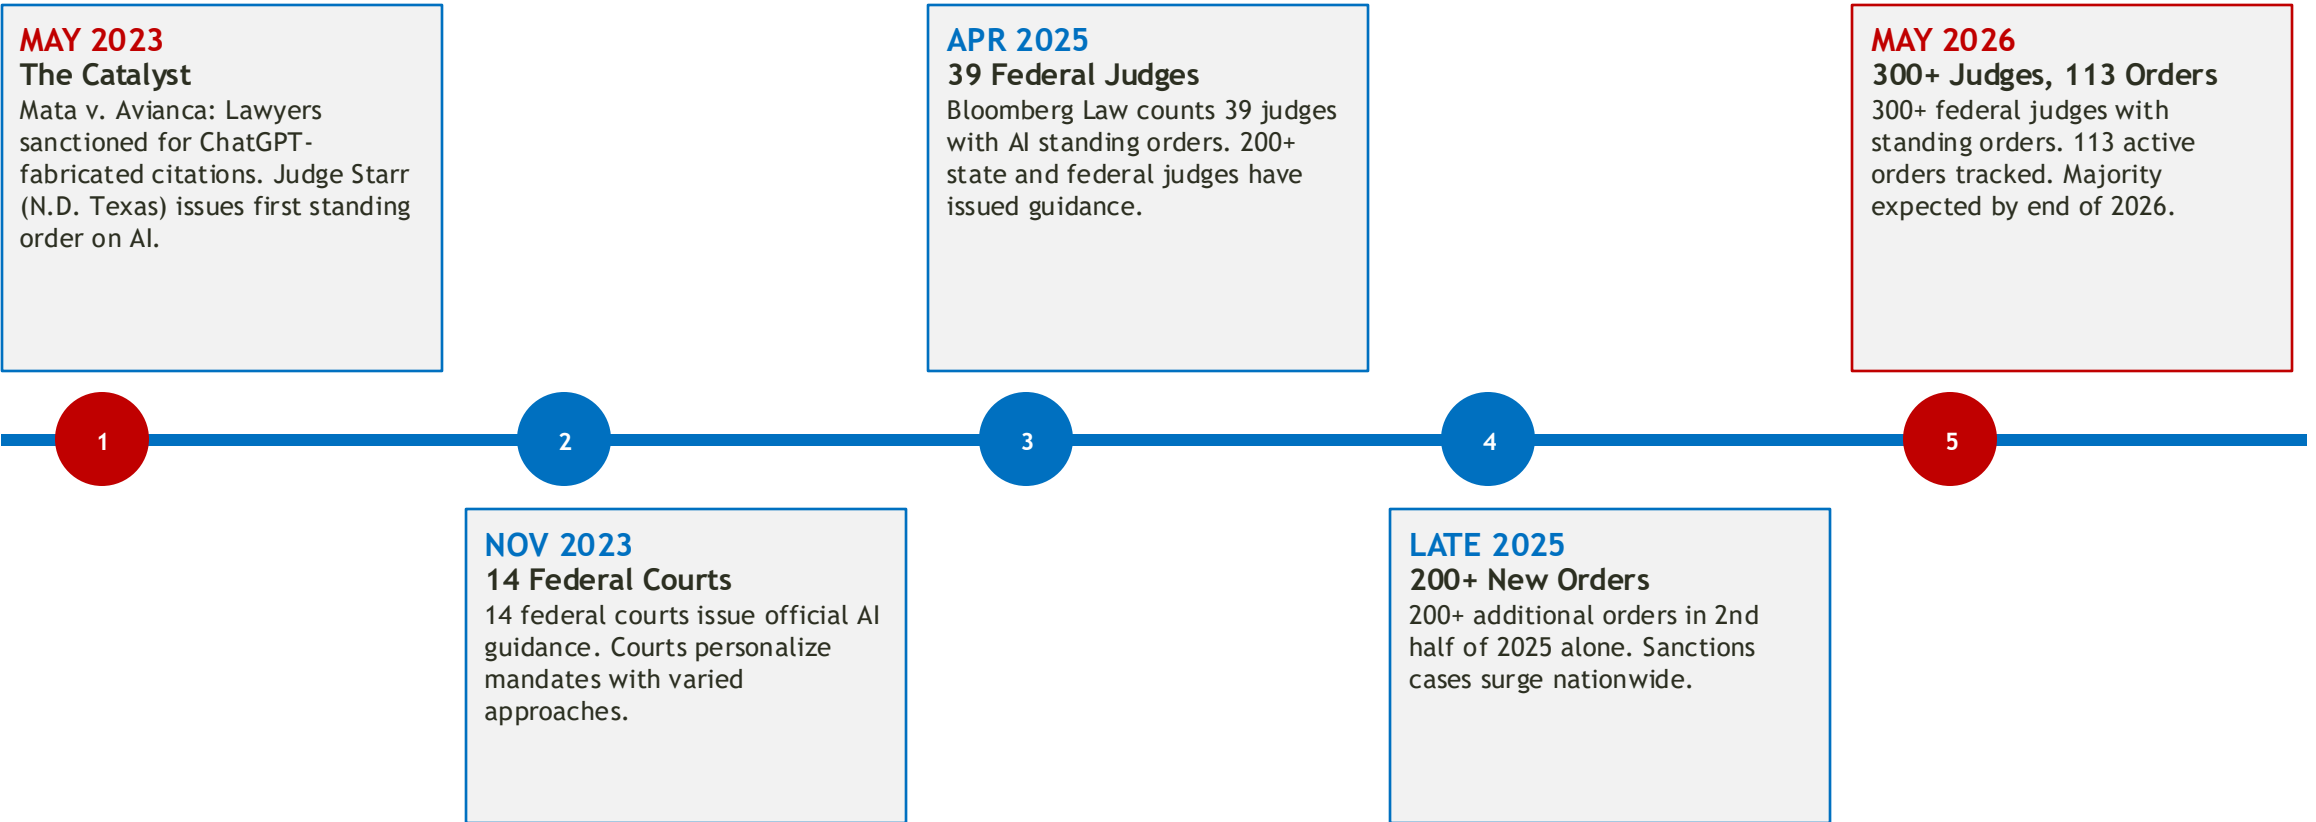 MAY 2023
The Catalyst
Mata v. Avianca: Lawyers
sanctioned for ChatGPT-
fabricated citations. Judge Starr
(N.D. Texas) issues first standing
order on AI.
APR 2025
39 Federal Judges
Bloomberg Law counts 39 judges
with AI standing orders. 200+
state and federal judges have
issued guidance.
MAY 2026
300+ Judges, 113 Orders
300+ federal judges with
standing orders. 113 active
orders tracked. Majority
expected by end of 2026.
1
2
3
4
5
NOV 2023
14 Federal Courts
14 federal courts issue official AI
guidance. Courts personalize
mandates with varied
approaches.
LATE 2025
200+ New Orders
200+ additional orders in 2nd
half of 2025 alone. Sanctions
cases surge nationwide.